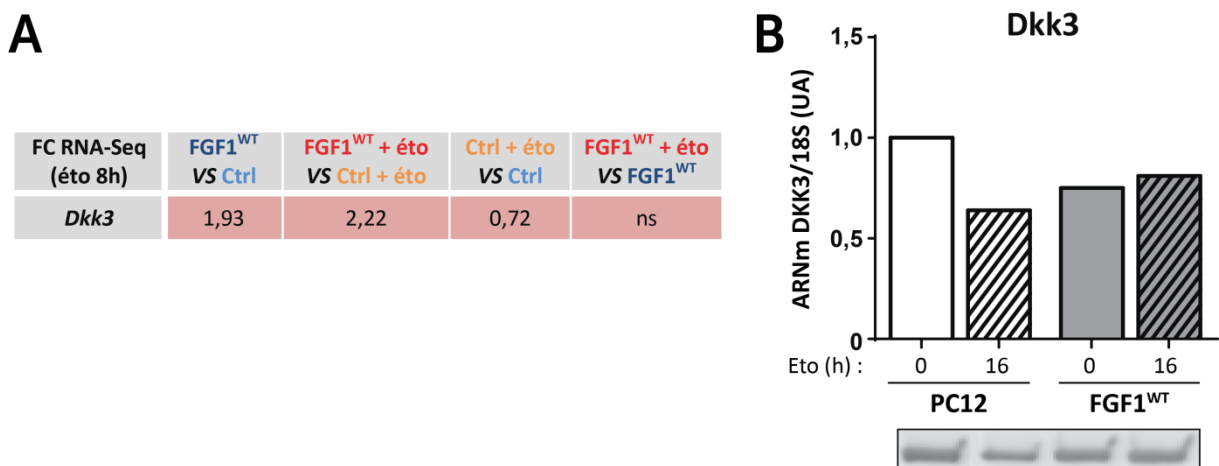 A
FC RNA-Seq
(éto 8h)
FGF1WT
VS Ctrl
FGF1WT + éto
VS Ctrl + éto
Ctrl + éto
VS Ctrl
FGF1WT + éto
VS FGF1WT
Dkk3
1,93
2,22
0,72
ns
B
Dkk3
ARNm DKK3/18S (UA)
1,5
1,0
0,5
0
Eto (h) : 0 16 0 16
PC12 FGF1WT